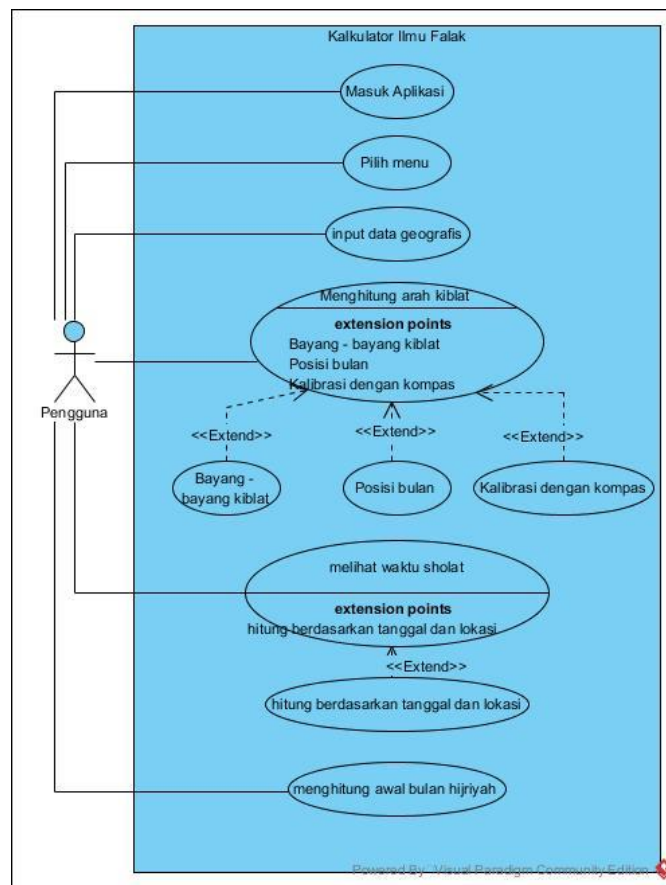 Kalkulator Ilmu Falak
Masuk Aplikasi
Pilih menu
input data geografis
Menghitung arah kiblat
extension points
Bayang - bayang kiblat
Posisi bulan
Kalibrasi dengan kompas
Pengguna
<<Extend>>
<<Extend>>
<<Extend>>
Bayang -
bayang kiblat
Posisi bulan
Kalibrasi dengan kompas
melihat waktu sholat
extension points
hitung berdasarkan tanggal dan lokasi
<<Extend>>
hitung berdasarkan tanggal dan lokasi
menghitung awal bulan hijriyah
Powered By Visual Paradigm Community Edition